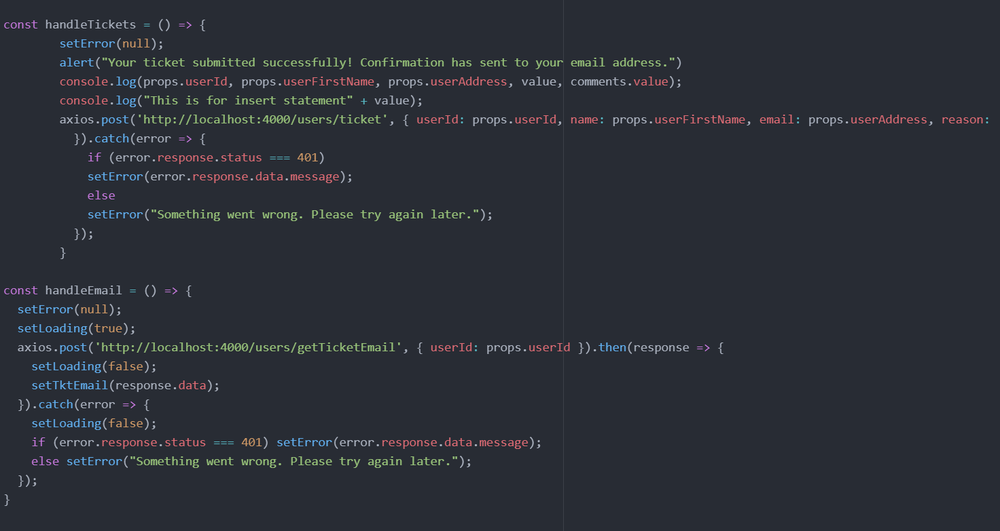 const handleTickets = () => {
setError(null);
alert("Your ticket submitted successfully! Confirmation has sent to your email address.")
console.log(props.userId, props.userFirstName, props.userAddress, value, comments.value);
console.log("This is for insert statement" + value);
axios.post('http://localhost:4000/users/ticket', { userId: props.userId, name: props.userFirstName, email: props.userAddress, reason:
}).catch(error => {
if (error.response.status === 401)
setError(error.response.data.message);
else
setError("Something went wrong. Please try again later.");
});
}
const handleEmail = () => {
setError(null);
setLoading(true);
axios.post('http://localhost:4000/users/getTicketEmail', { userId: props.userId }).then(response => {
setLoading(false);
setTktEmail(response.data);
}).catch(error => {
setLoading(false);
if (error.response.status === 401) setError(error.response.data.message);
else setError("Something went wrong. Please try again later.");
});
}